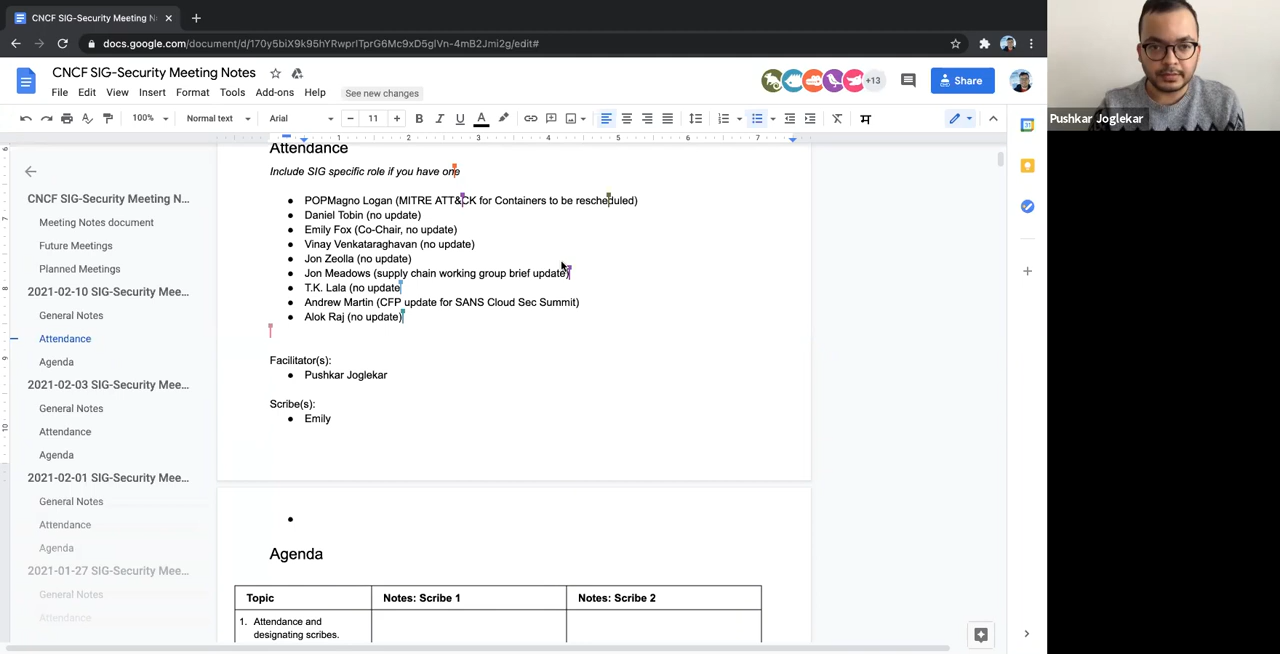 CNCF SIG-Security Meeting N
docs.google.com/document/d/170y5biX9k95hYRwprlTprG6Mc9xD5glVn-4mB2Jmi2g/edit#
CNCF SIG-Security Meeting Notes
File Edit View Insert Format Tools Add-ons Help See new changes
+13
Share
100% Normal text Arial 11
Pushkar Joglekar
CNCF SIG-Security Meeting N...
Meeting Notes document
Future Meetings
Planned Meetings
2021-02-10 SIG-Security Mee...
General Notes
Attendance
Agenda
2021-02-03 SIG-Security Mee...
General Notes
Attendance
Agenda
2021-02-01 SIG-Security Mee...
General Notes
Attendance
Agenda
2021-01-27 SIG-Security Mee...
General Notes
Attendance
Attendance
Include SIG specific role if you have one
● POPMagno Logan (MITRE ATT&CK for Containers to be rescheduled)
● Daniel Tobin (no update)
● Emily Fox (Co-Chair, no update)
● Vinay Venkataraghavan (no update)
● Jon Zeolla (no update)
● Jon Meadows (supply chain working group brief update)
● T.K. Lala (no update
● Andrew Martin (CFP update for SANS Cloud Sec Summit)
● Alok Raj (no update)
Facilitator(s):
● Pushkar Joglekar
Scribe(s):
● Emily
●
Agenda
Topic Notes: Scribe 1 Notes: Scribe 2
1. Attendance and
designating scribes.